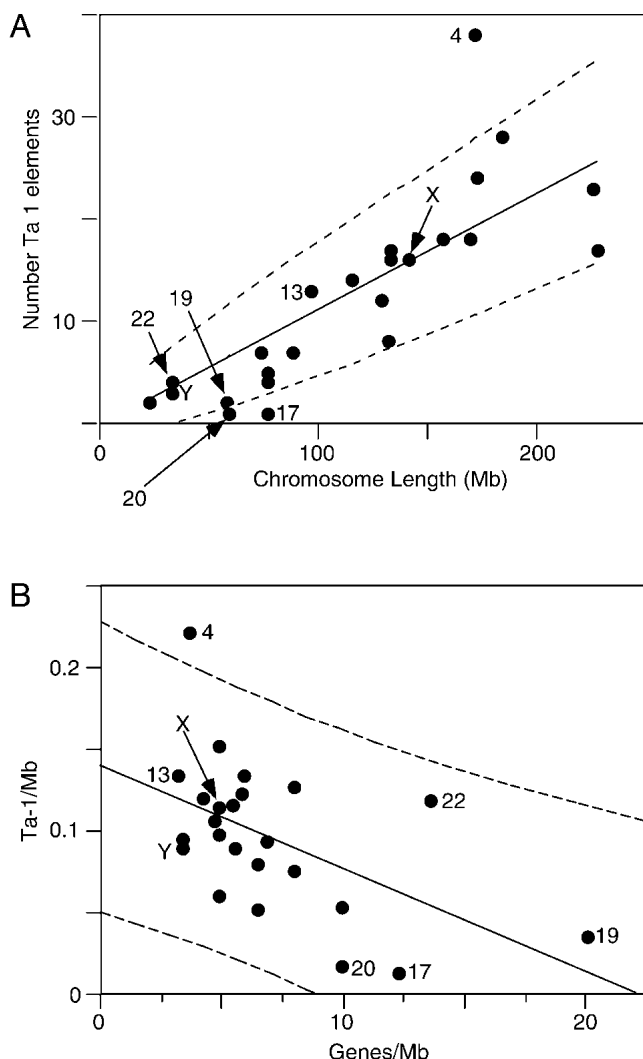 A
Number Ta 1 elements
30
10
4
X
13
19
22
Y
17
20
0
100
200
Chromosome Length (Mb)
B
Ta-1/Mb
0.2
0.1
0
4
X
13
Y
22
19
20
17
0
10
20
Genes/Mb